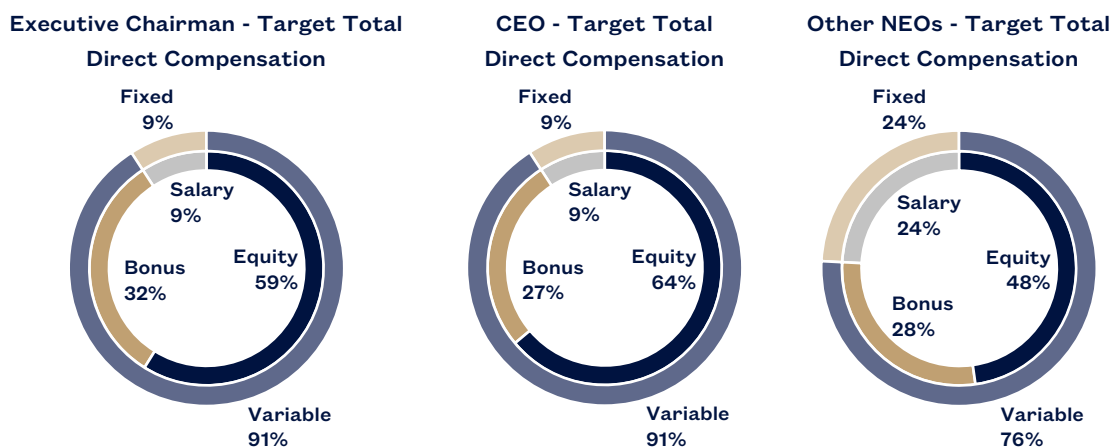 Executive Chairman - Target Total
Direct Compensation
Fixed
9%
Salary
9%
Equity
59%
Bonus
32%
Variable
91%
CEO - Target Total
Direct Compensation
Fixed
9%
Salary
9%
Equity
64%
Bonus
27%
Variable
91%
Other NEOs - Target Total
Direct Compensation
Fixed
24%
Salary
24%
Equity
48%
Bonus
28%
Variable
76%